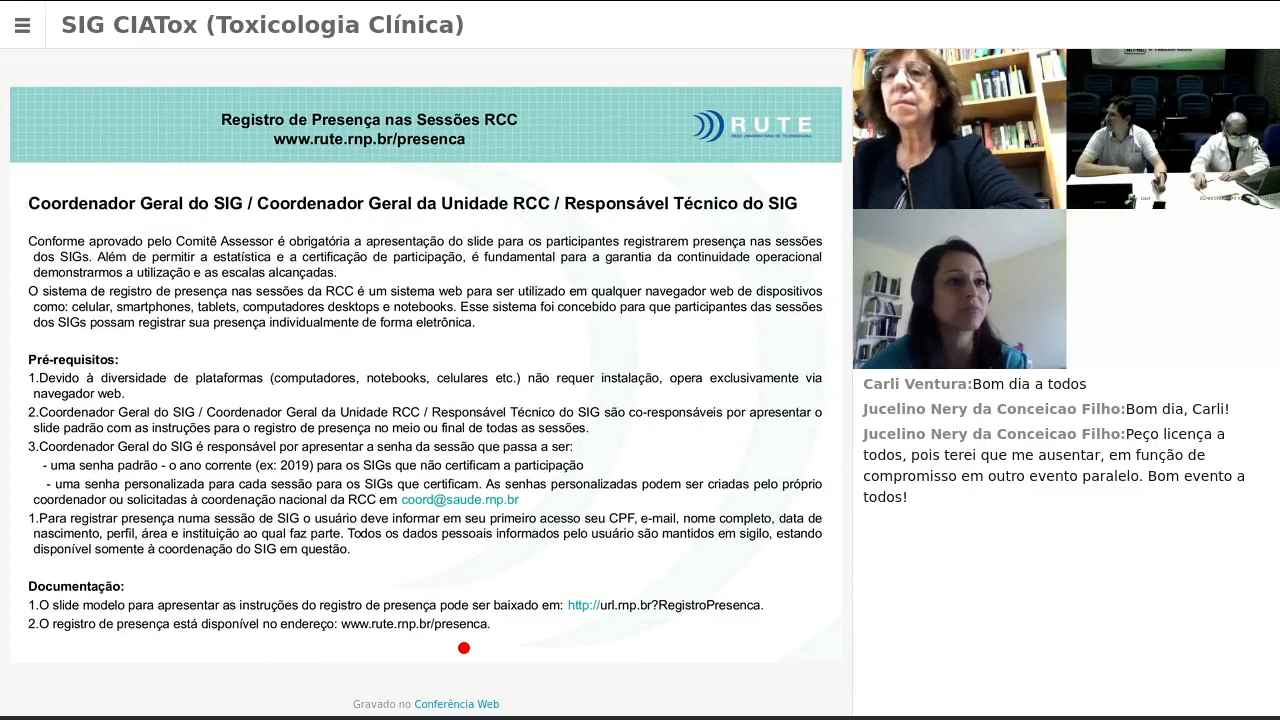 SIG CIATox (Toxicologia Clínica)
Registro de Presença nas Sessões RCC
www.rute.rnp.br/presenca
RUTE
REDE UNIVERSITÁRIA DE TELEMEDICINA
Coordenador Geral do SIG / Coordenador Geral da Unidade RCC / Responsável Técnico do SIG
Conforme aprovado pelo Comitê Assessor é obrigatória a apresentação do slide para os participantes registrarem presença nas sessões
dos SIGs. Além de permitir a estatística e a certificação de participação, é fundamental para a garantia da continuidade operacional
demonstrarmos a utilização e as escalas alcançadas.
O sistema de registro de presença nas sessões da RCC é um sistema web para ser utilizado em qualquer navegador web de dispositivos
como: celular, smartphones, tablets, computadores desktops e notebooks. Esse sistema foi concebido para que participantes das sessões
dos SIGs possam registrar sua presença individualmente de forma eletrônica.
Pré-requisitos:
1.Devido à diversidade de plataformas (computadores, notebooks, celulares etc.) não requer instalação, opera exclusivamente via
navegador web.
2.Coordenador Geral do SIG / Coordenador Geral da Unidade RCC / Responsável Técnico do SIG são co-responsáveis por apresentar o
slide padrão com as instruções para o registro de presença no meio ou final de todas as sessões.
3.Coordenador Geral do SIG é responsável por apresentar a senha da sessão que passa a ser:
- uma senha padrão - o ano corrente (ex: 2019) para os SIGs que não certificam a participação
- uma senha personalizada para cada sessão para os SIGs que certificam. As senhas personalizadas podem ser criadas pelo próprio
coordenador ou solicitadas à coordenação nacional da RCC em coord@saude.rnp.br
1.Para registrar presença numa sessão de SIG o usuário deve informar em seu primeiro acesso seu CPF, e-mail, nome completo, data de
nascimento, perfil, área e instituição ao qual faz parte. Todos os dados pessoais informados pelo usuário são mantidos em sigilo, estando
disponível somente à coordenação do SIG em questão.
Documentação:
1.O slide modelo para apresentar as instruções do registro de presença pode ser baixado em: http://url.rnp.br?RegistroPresenca.
2.O registro de presença está disponível no endereço: www.rute.rnp.br/presenca.
Gravado no Conferência Web
Carli Ventura:Bom dia a todos
Jucelino Nery da Conceicao Filho:Bom dia, Carli!
Jucelino Nery da Conceicao Filho:Peço licença a
todos, pois terei que me ausentar, em função de
compromisso em outro evento paralelo. Bom evento a
todos!